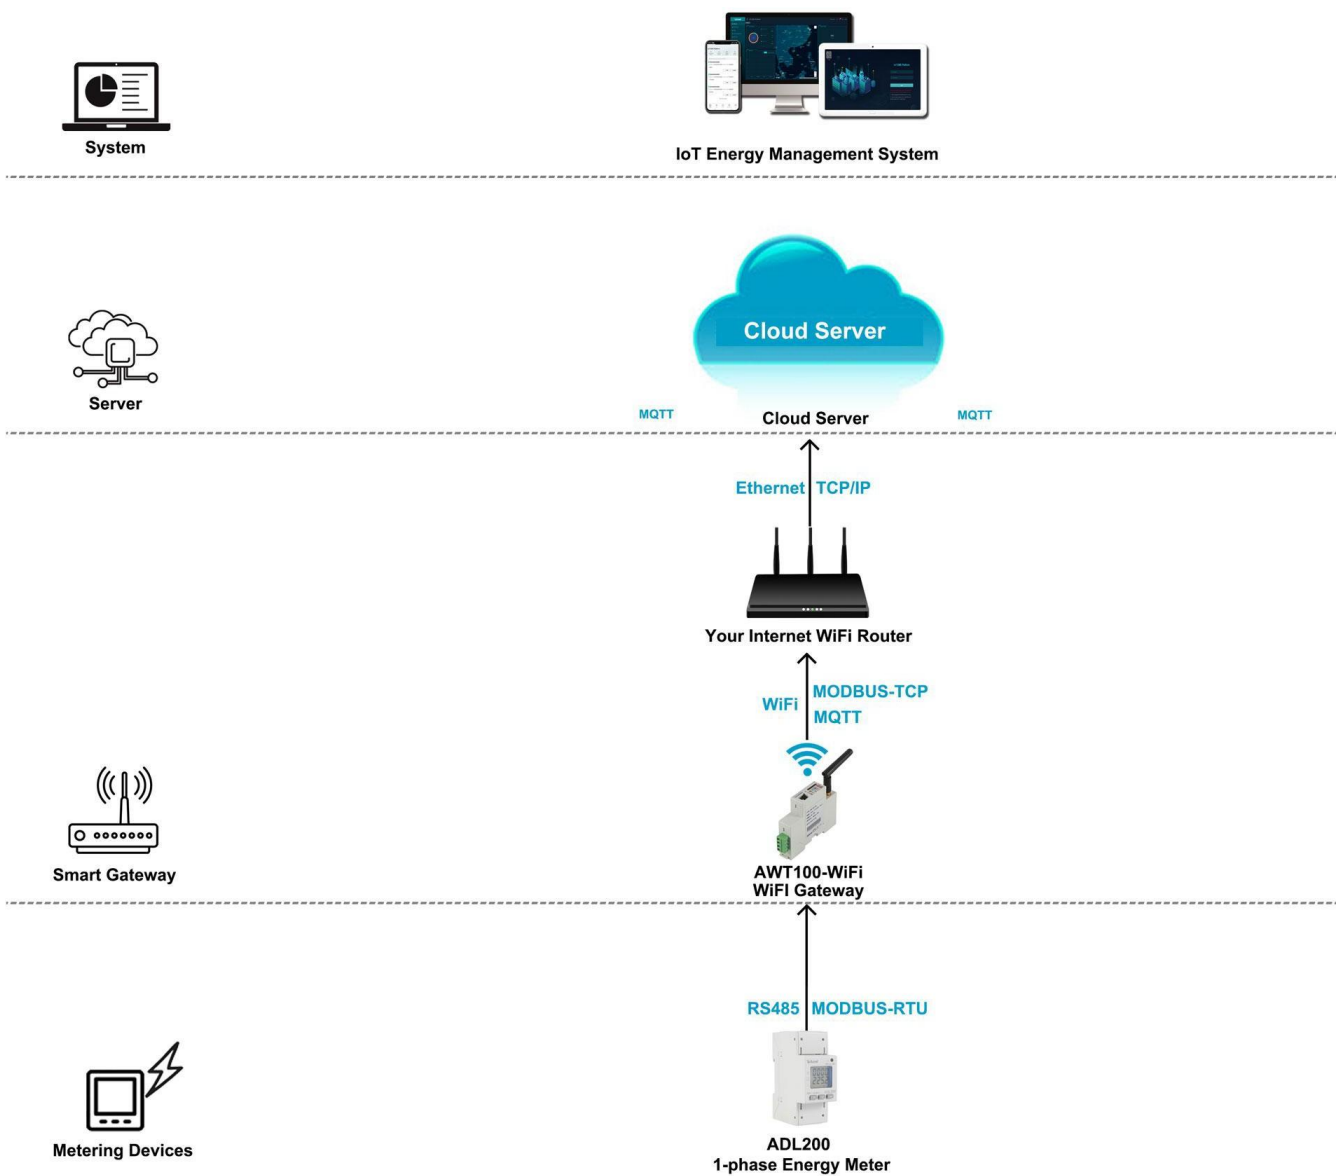 System
IoT Energy Management System
Cloud Server
Server
MQTT
Cloud Server
MQTT
Ethernet TCP/IP
Your Internet WiFi Router
WiFi
MODBUS-TCP
MQTT
Smart Gateway
AWT100-WiFi
WiFI Gateway
RS485 MODBUS-RTU
Metering Devices
ADL200
1-phase Energy Meter